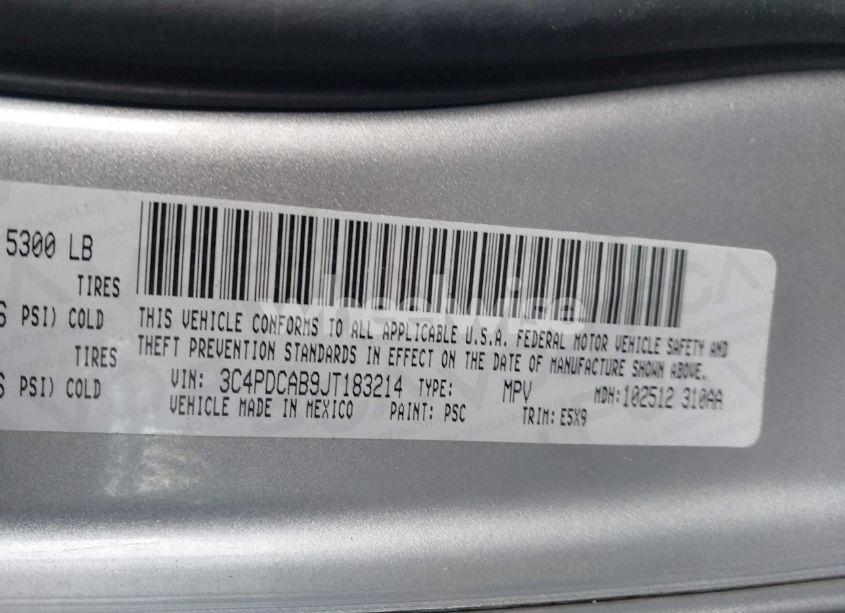 5300 LB
TIRES
PSI) COLD
TIRES
PSI) COLD
THIS VEHICLE CONFORMS TO ALL APPLICABLE U.S.A. FEDERAL MOTOR VEHICLE SAFETY AND
THEFT PREVENTION STANDARDS IN EFFECT ON THE DATE OF MANUFACTURE SHOWN ABOVE.
VIN: 3C4PDCAB9JT183214 TYPE: MPV MDH:102512 310AA
VEHICLE MADE IN MEXICO PAINT: PSC TRIM: E5X9
wheelwise